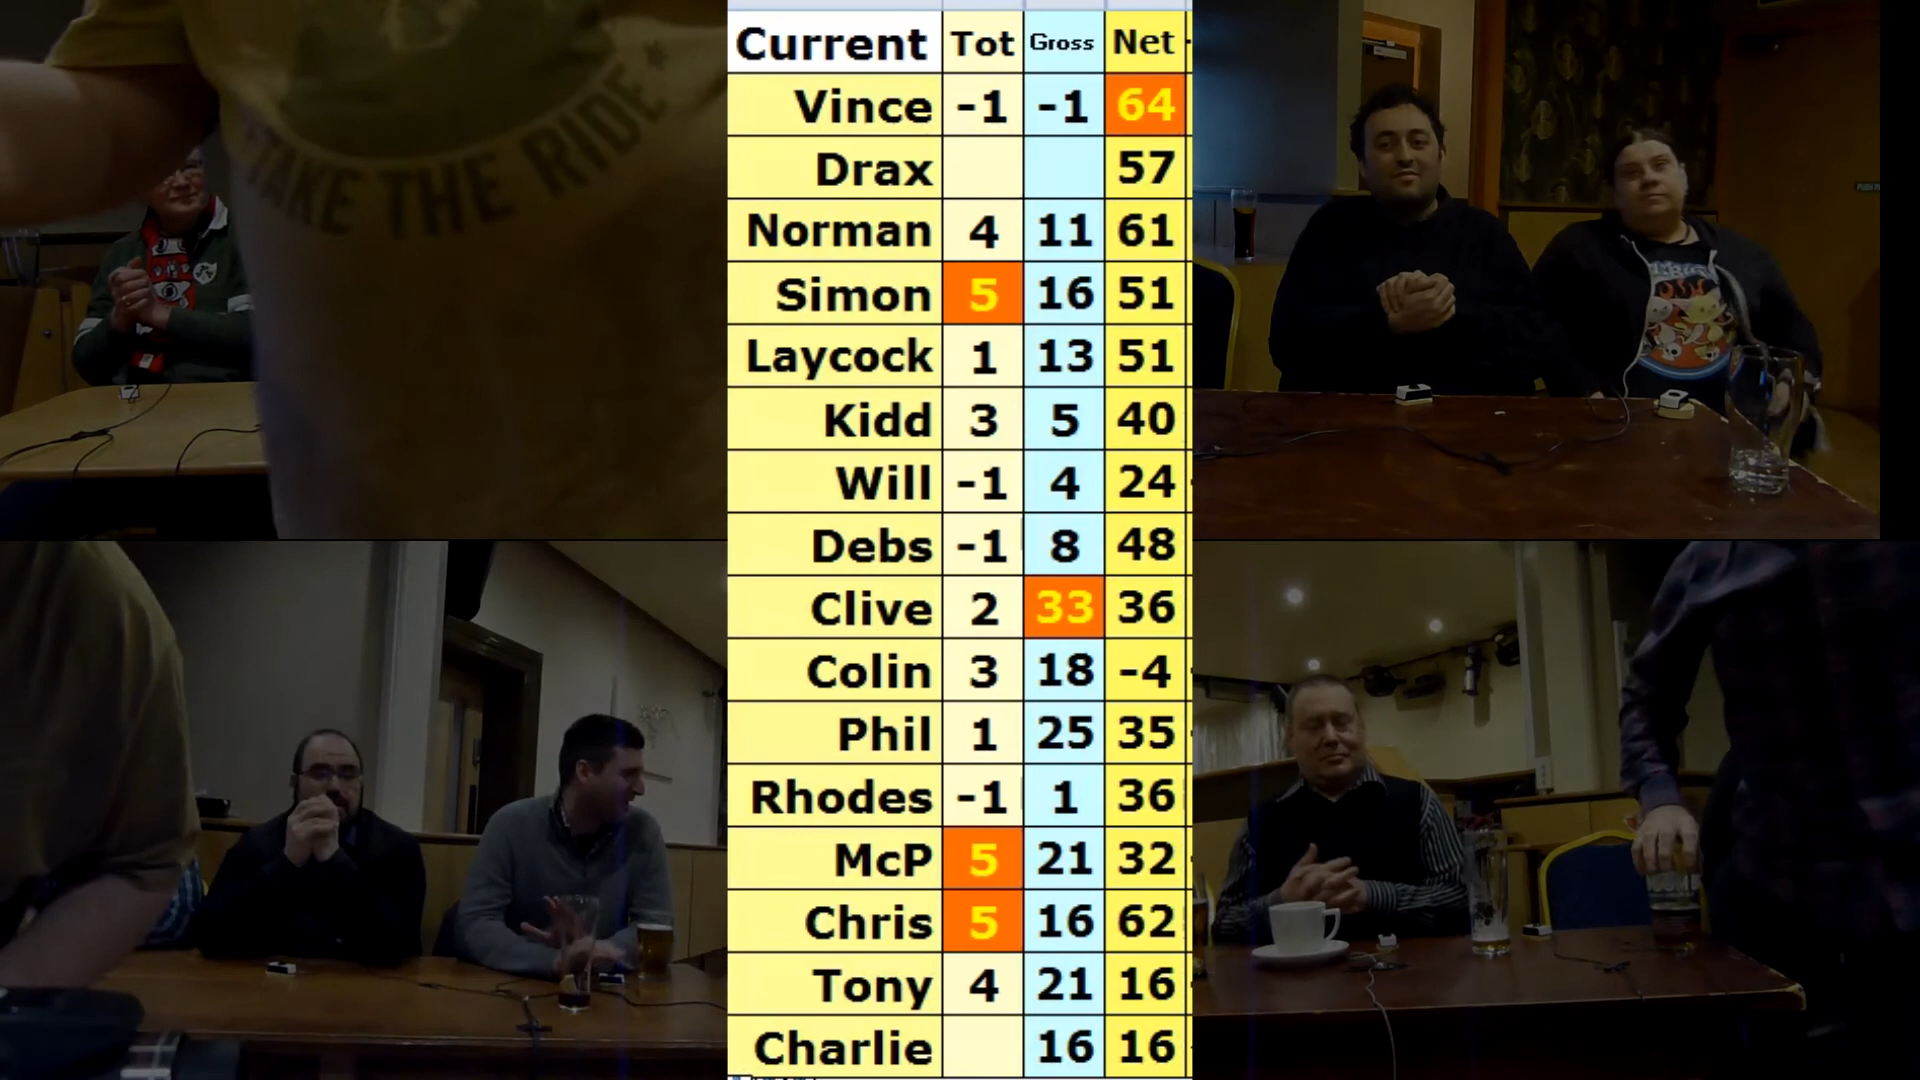 Current Tot Gross Net
Vince -1 -1 64
Drax 57
Norman 4 11 61
Simon 5 16 51
Laycock 1 13 51
Kidd 3 5 40
Will -1 4 24
Debs -1 8 48
Clive 2 33 36
Colin 3 18 -4
Phil 1 25 35
Rhodes -1 1 36
McP 5 21 32
Chris 5 16 62
Tony 4 21 16
Charlie 16 16
"TAKE THE RIDE"